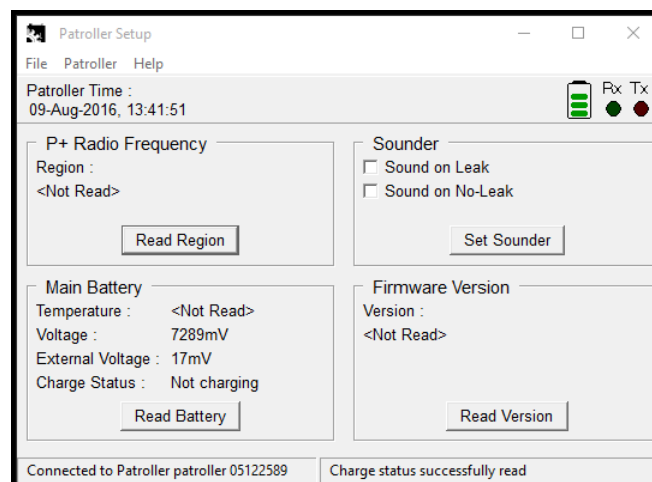 Patroller Setup
File Patroller Help
Patroller Time :
09-Aug-2016, 13:41:51
Rx Tx
P+ Radio Frequency
Region :
<Not Read>
Read Region
Sounder
Sound on Leak
Sound on No-Leak
Set Sounder
Main Battery
Temperature : <Not Read>
Voltage : 7289mV
External Voltage : 17mV
Charge Status : Not charging
Read Battery
Firmware Version
Version :
<Not Read>
Read Version
Connected to Patroller patroller 05122589
Charge status successfully read